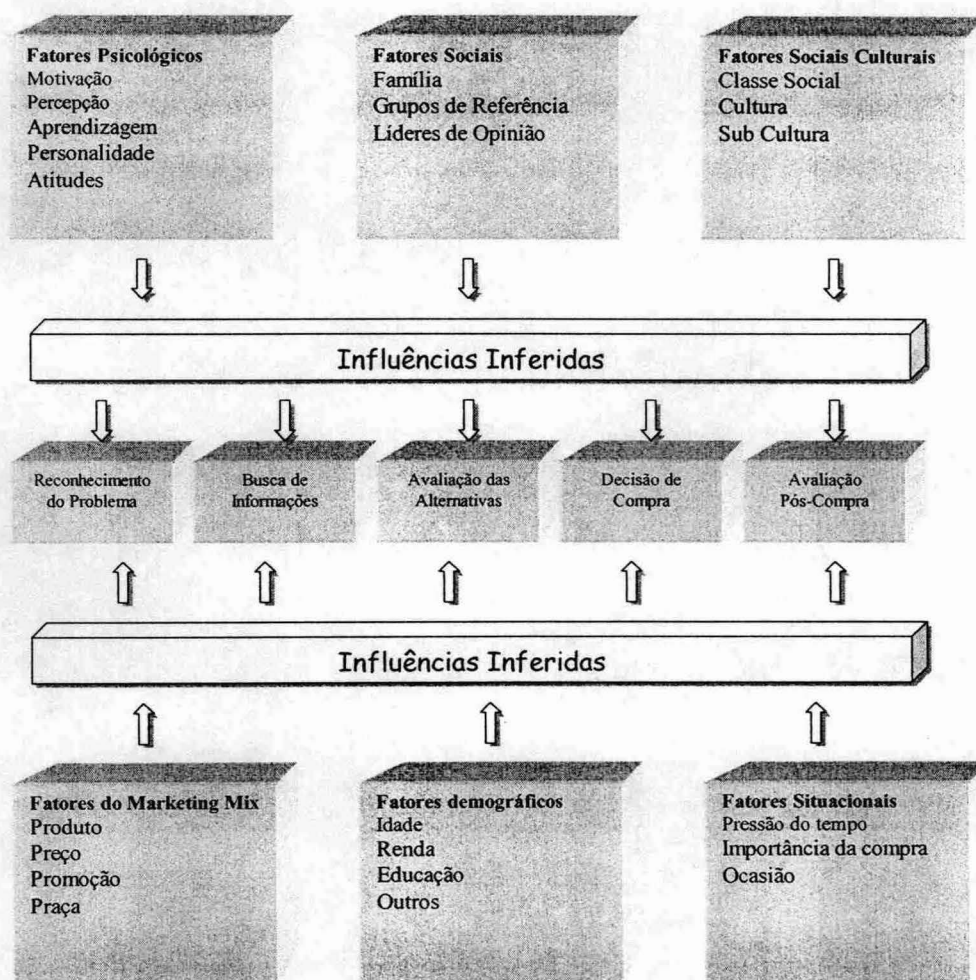 Fatores Psicológicos
Motivação
Percepção
Aprendizagem
Personalidade
Atitudes
Fatores Sociais
Família
Grupos de Referência
Líderes de Opinião
Fatores Sociais Culturais
Classe Social
Cultura
Sub Cultura
Influências Inferidas
Reconhecimento
do Problema
Busca de
Informações
Avaliação das
Alternativas
Decisão de
Compra
Avaliação
Pós-Compra
Influências Inferidas
Fatores do Marketing Mix
Produto
Preço
Promoção
Praça
Fatores demográficos
Idade
Renda
Educação
Outros
Fatores Situacionais
Pressão do tempo
Importância da compra
Ocasião